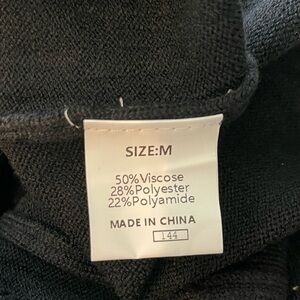 SIZE:M
50%Viscose
28%Polyester
22%Polyamide
MADE IN CHINA
144